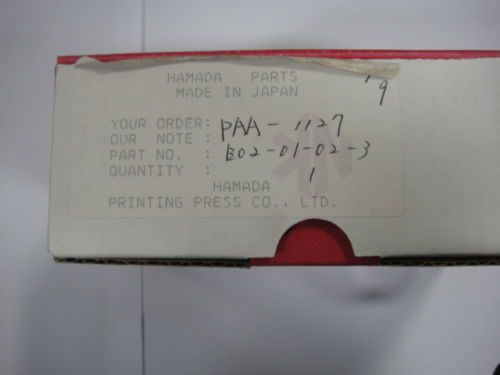 HAMADA PARTS
MADE IN JAPAN
YOUR ORDER: PAA-1127
OUR NOTE :
PART NO. : B02-01-02-3
QUANTITY : 1
HAMADA
PRINTING PRESS CO., LTD.